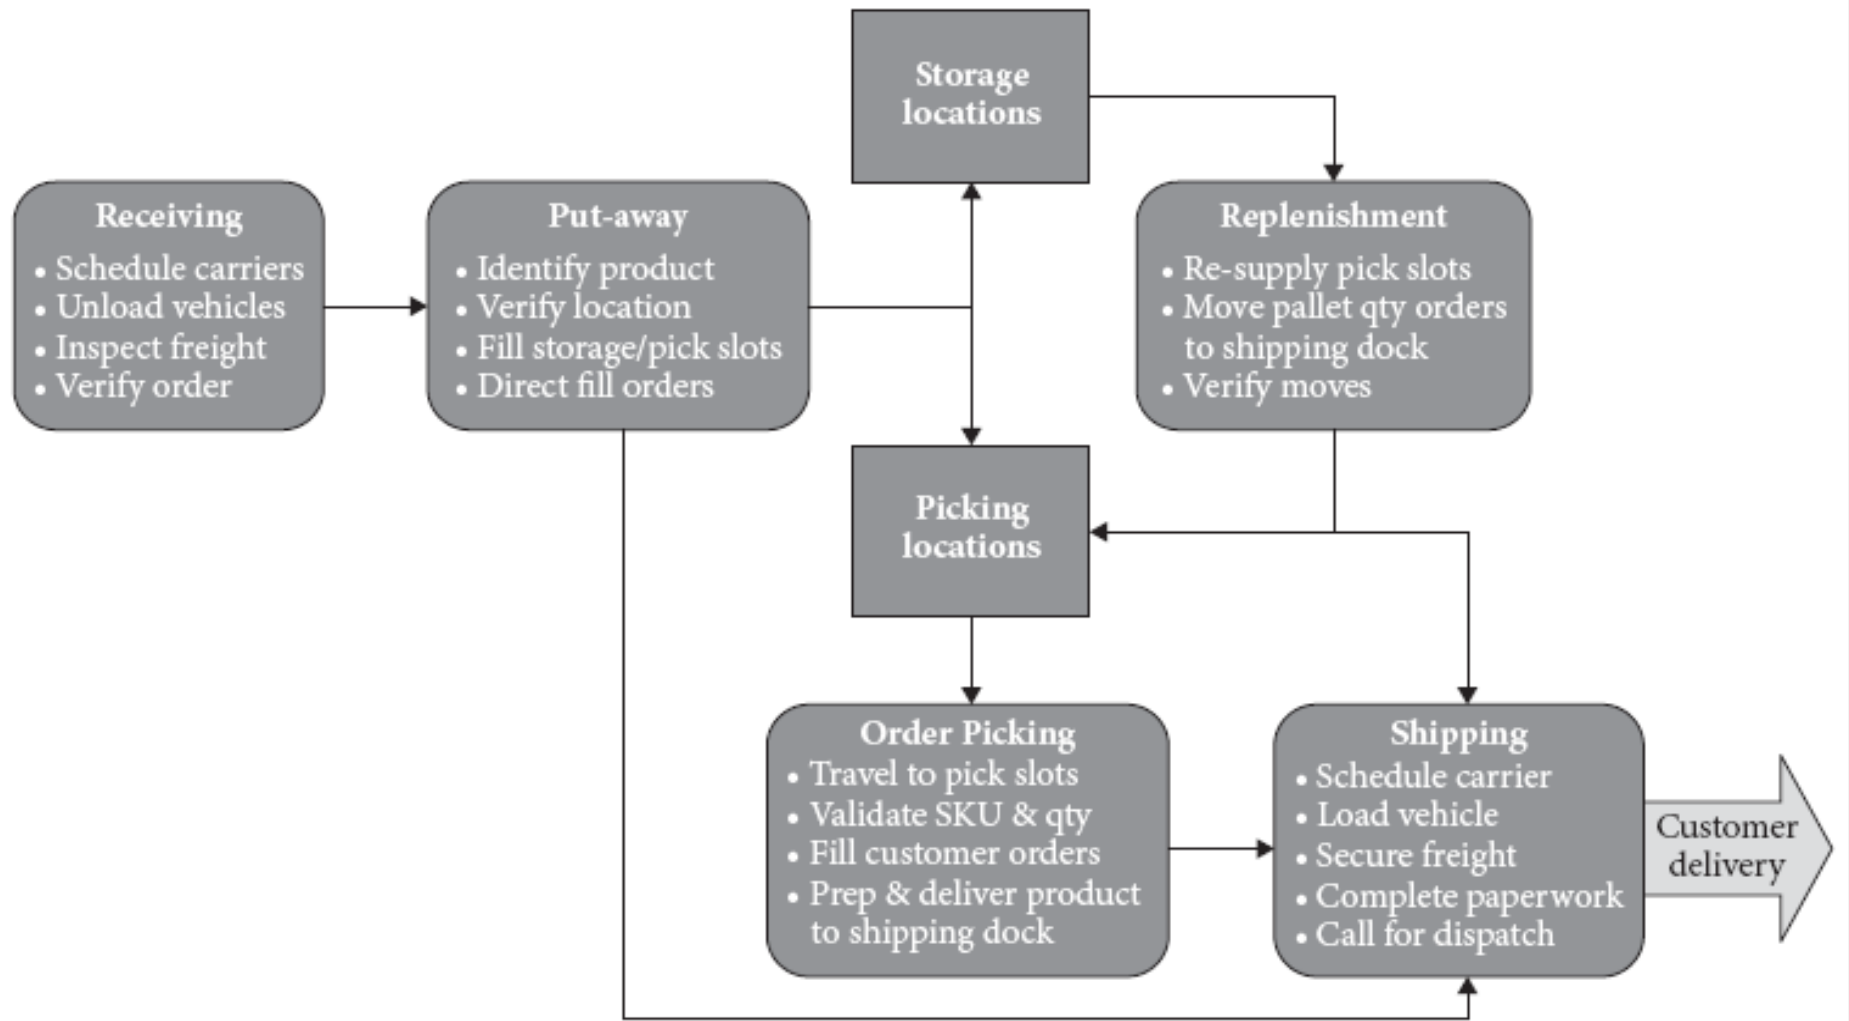 Storage
locations
Receiving
• Schedule carriers
• Unload vehicles
• Inspect freight
• Verify order
Put-away
• Identify product
• Verify location
• Fill storage/pick slots
• Direct fill orders
Replenishment
• Re-supply pick slots
• Move pallet qty orders
to shipping dock
• Verify moves
Picking
locations
Order Picking
• Travel to pick slots
• Validate SKU & qty
• Fill customer orders
• Prep & deliver product
to shipping dock
Shipping
• Schedule carrier
• Load vehicle
• Secure freight
• Complete paperwork
• Call for dispatch
Customer
delivery